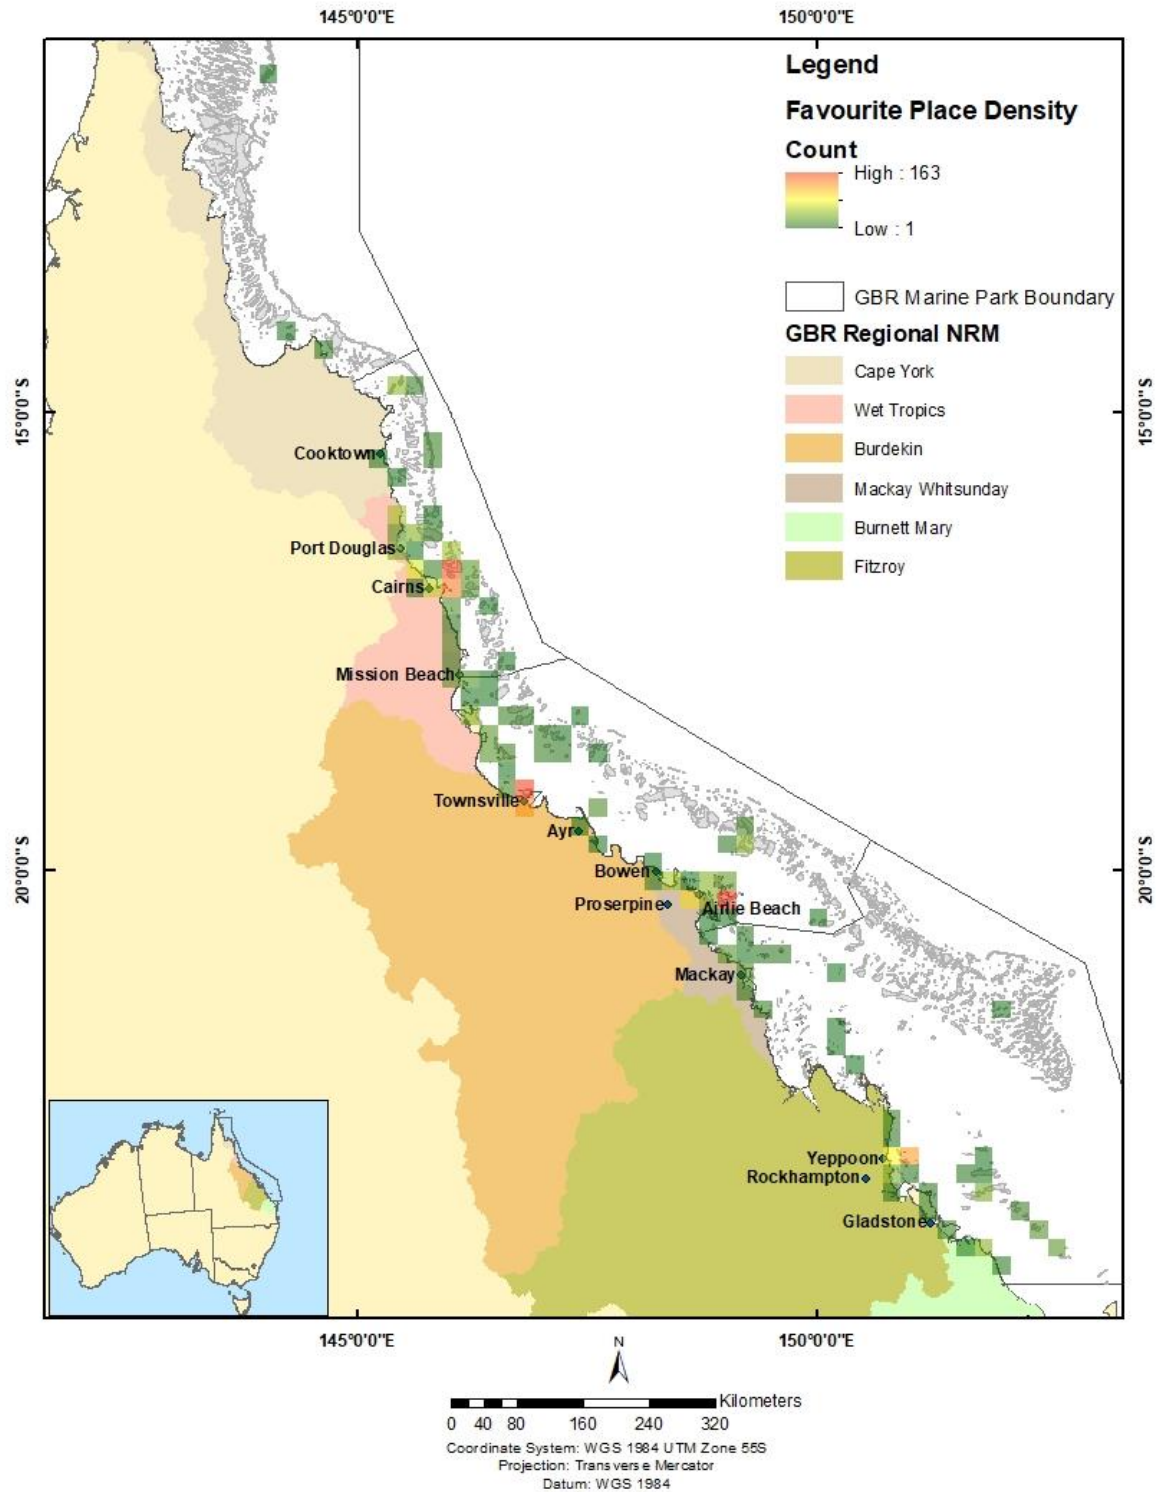 145°0'0"E 150°0'0"E
Legend
Favourite Place Density
Count
High : 163
Low : 1
GBR Marine Park Boundary
GBR Regional NRM
Cape York
Wet Tropics
Burdekin
Mackay Whitsunday
Burnett Mary
Fitzroy
15°0'0"S 15°0'0"S
Cooktown
Port Douglas
Cairns
Mission Beach
Townsville
Ayr
20°0'0"S 20°0'0"S
Bowen
Proserpine
Airlie Beach
Mackay
Yeppoon
Rockhampton
Gladstone
145°0'0"E 150°0'0"E
N
Kilometers
0 40 80 160 240 320
Coordinate System: WGS 1984 UTM Zone 55S
Projection: Transverse Mercator
Datum: WGS 1984